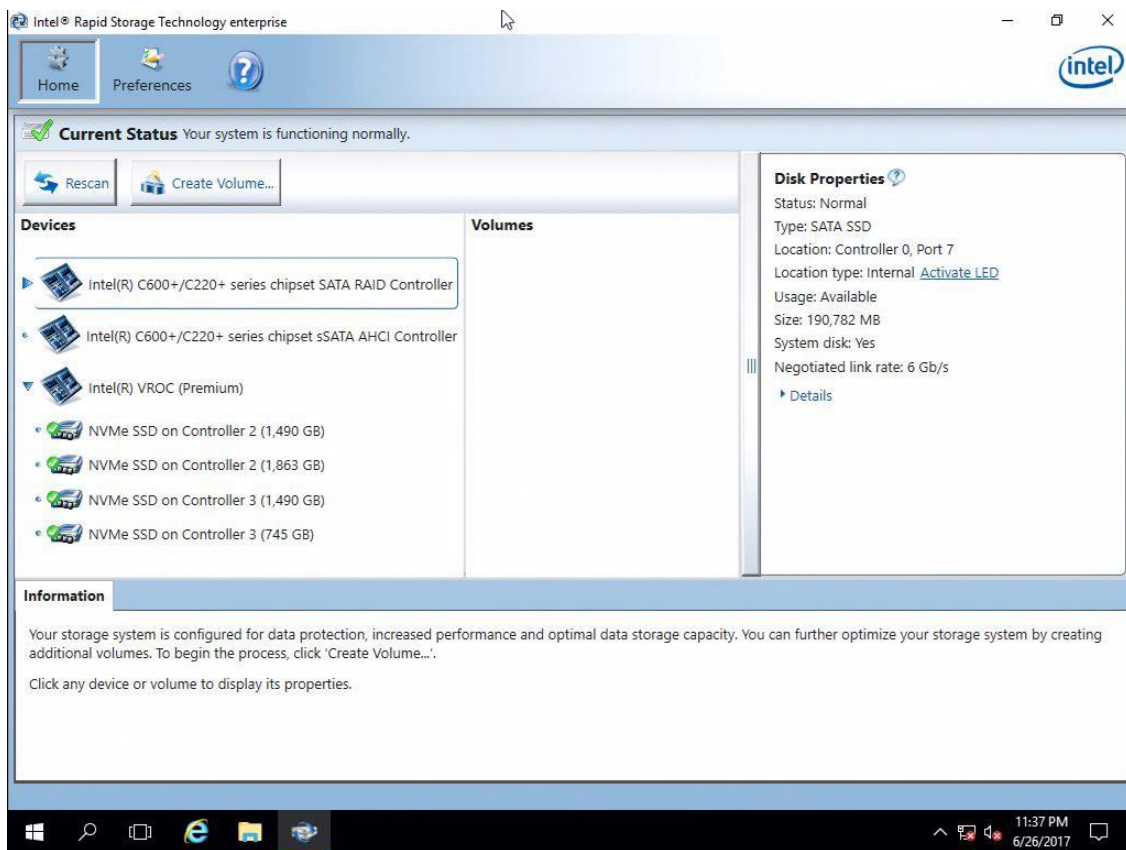 Intel® Rapid Storage Technology enterprise
Home
Preferences
?
intel
Current Status Your system is functioning normally.
Rescan
Create Volume...
Devices
Intel(R) C600+/C220+ series chipset SATA RAID Controller
Intel(R) C600+/C220+ series chipset sSATA AHCI Controller
Intel(R) VROC (Premium)
NVMe SSD on Controller 2 (1,490 GB)
NVMe SSD on Controller 2 (1,863 GB)
NVMe SSD on Controller 3 (1,490 GB)
NVMe SSD on Controller 3 (745 GB)
Volumes
Disk Properties ?
Status: Normal
Type: SATA SSD
Location: Controller 0, Port 7
Location type: Internal Activate LED
Usage: Available
Size: 190,782 MB
System disk: Yes
Negotiated link rate: 6 Gb/s
Details
Information
Your storage system is configured for data protection, increased performance and optimal data storage capacity. You can further optimize your storage system by creating
additional volumes. To begin the process, click 'Create Volume...'.
Click any device or volume to display its properties.
11:37 PM
6/26/2017